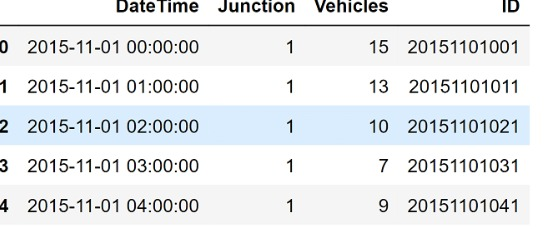 DateTime Junction Vehicles ID
0 2015-11-01 00:00:00 1 15 20151101001
1 2015-11-01 01:00:00 1 13 20151101011
2 2015-11-01 02:00:00 1 10 20151101021
3 2015-11-01 03:00:00 1 7 20151101031
4 2015-11-01 04:00:00 1 9 20151101041